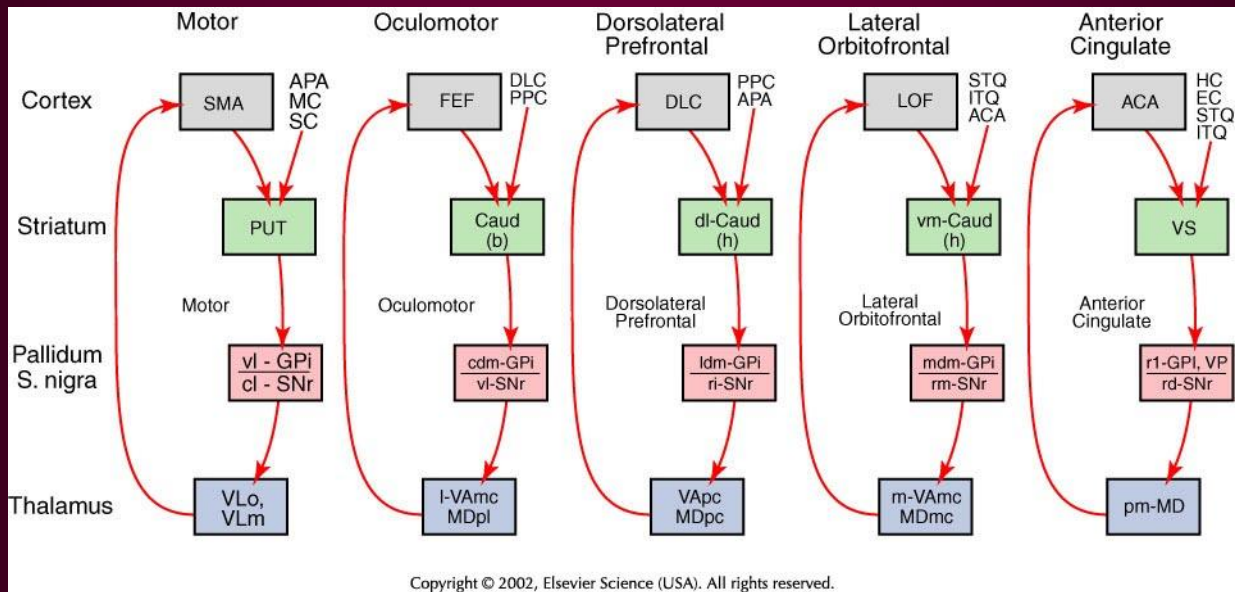 Motor
Oculomotor
Dorsolateral
Prefrontal
Lateral
Orbitofrontal
Anterior
Cingulate
Cortex
SMA
APA
MC
SC
FEF
DLC
PPC
DLC
PPC
APA
LOF
STQ
ITQ
ACA
ACA
HC
EC
STQ
ITQ
Striatum
PUT
Caud
(b)
dl-Caud
(h)
vm-Caud
(h)
VS
Motor
Oculomotor
Dorsolateral
Prefrontal
Lateral
Orbitofrontal
Anterior
Cingulate
Pallidum
S. nigra
vl - GPi
cl - SNr
cdm-GPi
vl-SNr
ldm-GPi
ri-SNr
mdm-GPi
rm-SNr
r1-GPI, VP
rd-SNr
Thalamus
VLo,
VLm
l-VAmc
MDpl
VApc
MDpc
m-VAmc
MDmc
pm-MD
Copyright © 2002, Elsevier Science (USA). All rights reserved.